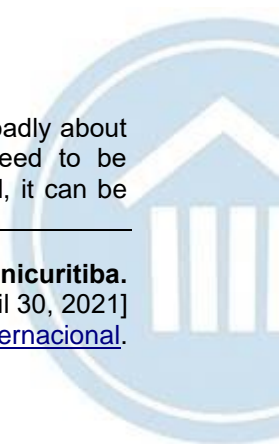 oadly about
eed to be
l, it can be
nicuritiba.
il 30, 2021]
ernacional.